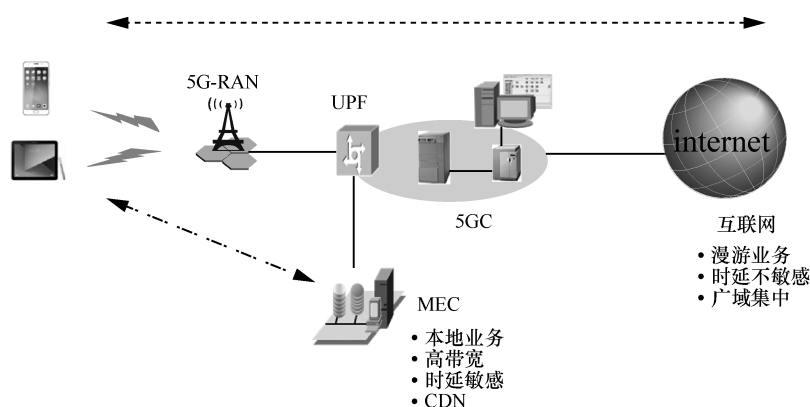 5G-RAN
UPF
internet
5GC
互联网
• 漫游业务
• 时延不敏感
• 广域集中
MEC
• 本地业务
• 高带宽
• 时延敏感
• CDN